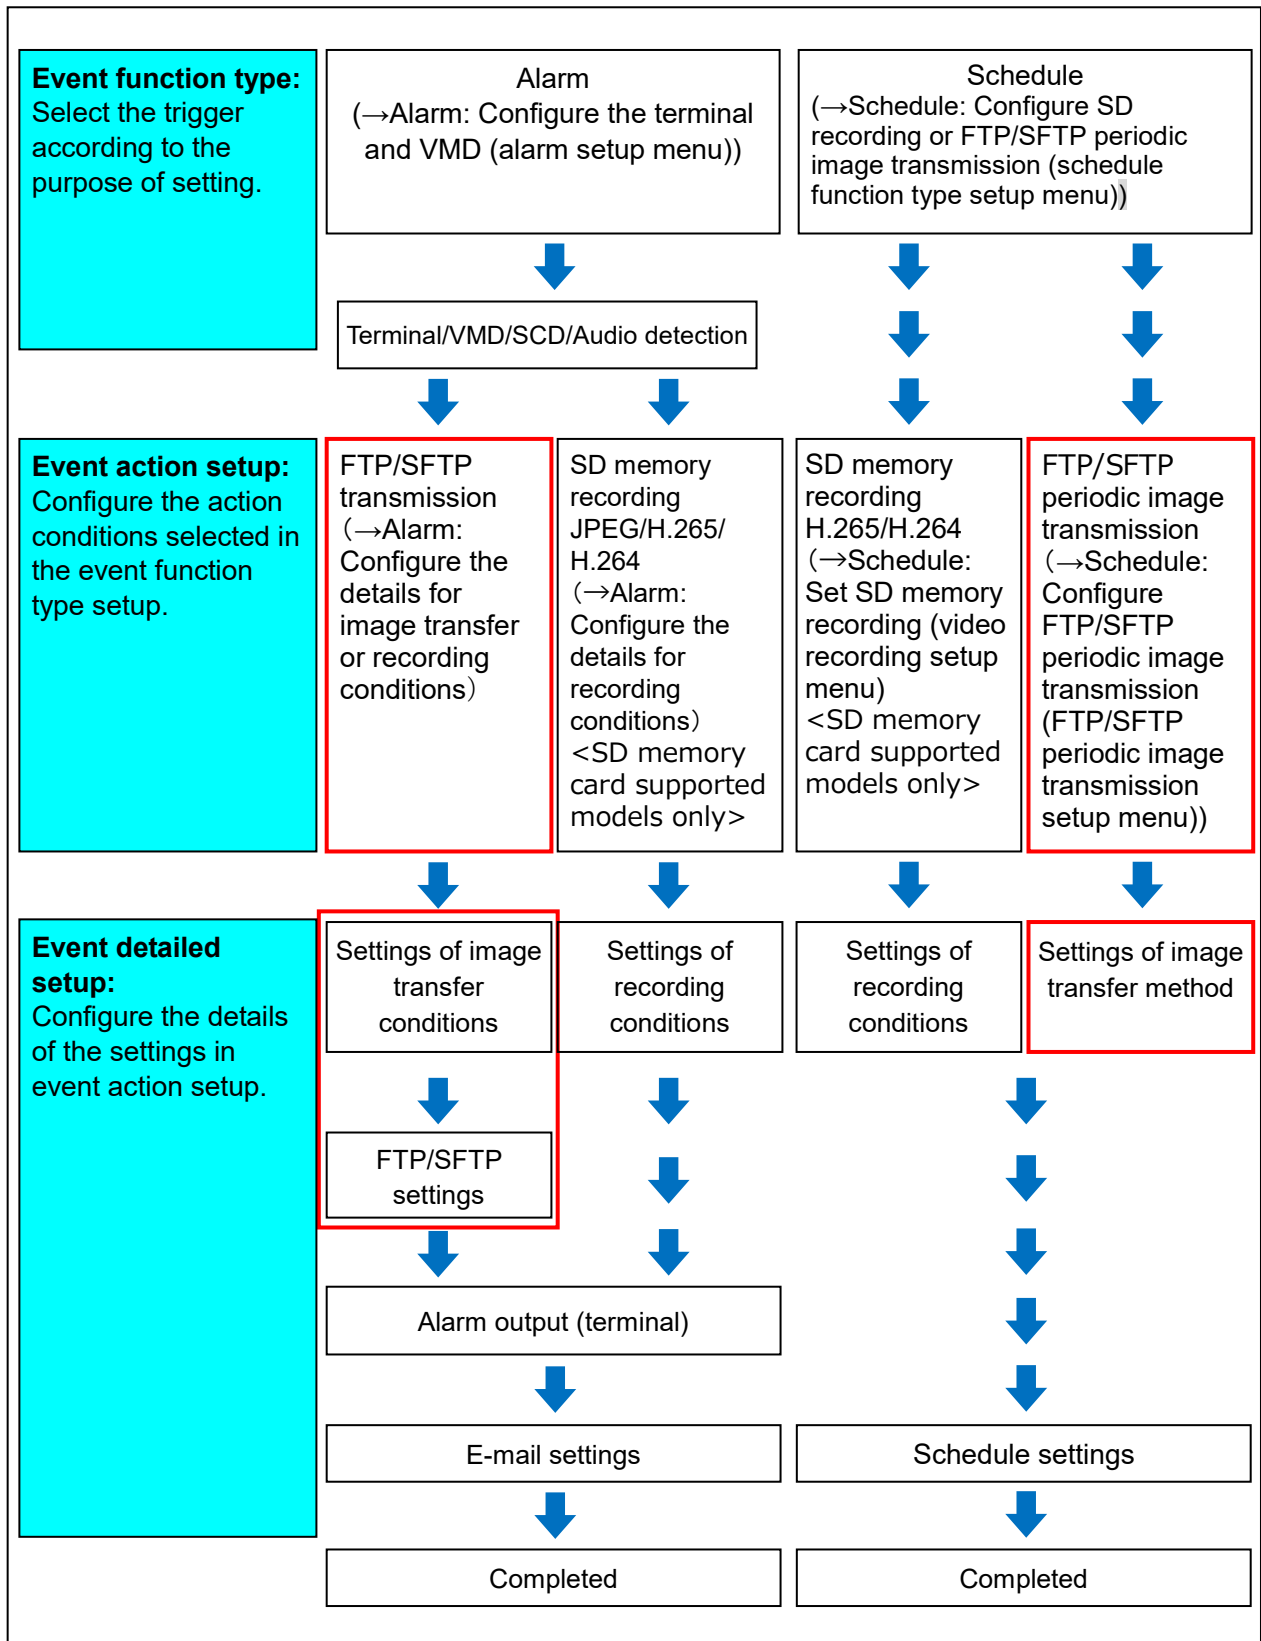 Event function type:
Select the trigger
according to the
purpose of setting.
Alarm
(→Alarm: Configure the terminal
and VMD (alarm setup menu))
Schedule
(→Schedule: Configure SD
recording or FTP/SFTP periodic
image transmission (schedule
function type setup menu))
Terminal/VMD/SCD/Audio detection
Event action setup:
Configure the action
conditions selected in
the event function
type setup.
FTP/SFTP
transmission
（→Alarm:
Configure the
details for
image transfer
or recording
conditions）
SD memory
recording
JPEG/H.265/
H.264
（→Alarm:
Configure the
details for
recording
conditions）
<SD memory
card supported
models only>
SD memory
recording
H.265/H.264
（→Schedule:
Set SD memory
recording (video
recording setup
menu)
<SD memory
card supported
models only>
FTP/SFTP
periodic image
transmission
（→Schedule:
Configure
FTP/SFTP
periodic image
transmission
(FTP/SFTP
periodic image
transmission
setup menu))
Event detailed
setup:
Configure the details
of the settings in
event action setup.
Settings of image
transfer
conditions
Settings of
recording
conditions
Settings of
recording
conditions
Settings of image
transfer method
FTP/SFTP
settings
Alarm output (terminal)
E-mail settings
Schedule settings
Completed
Completed